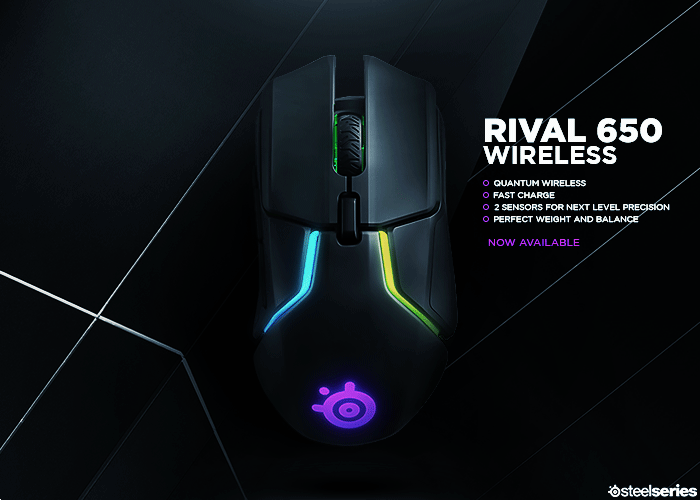 RIVAL 650
WIRELESS
QUANTUM WIRELESS
FAST CHARGE
2 SENSORS FOR NEXT LEVEL PRECISION
PERFECT WEIGHT AND BALANCE
NOW AVAILABLE
steelseries